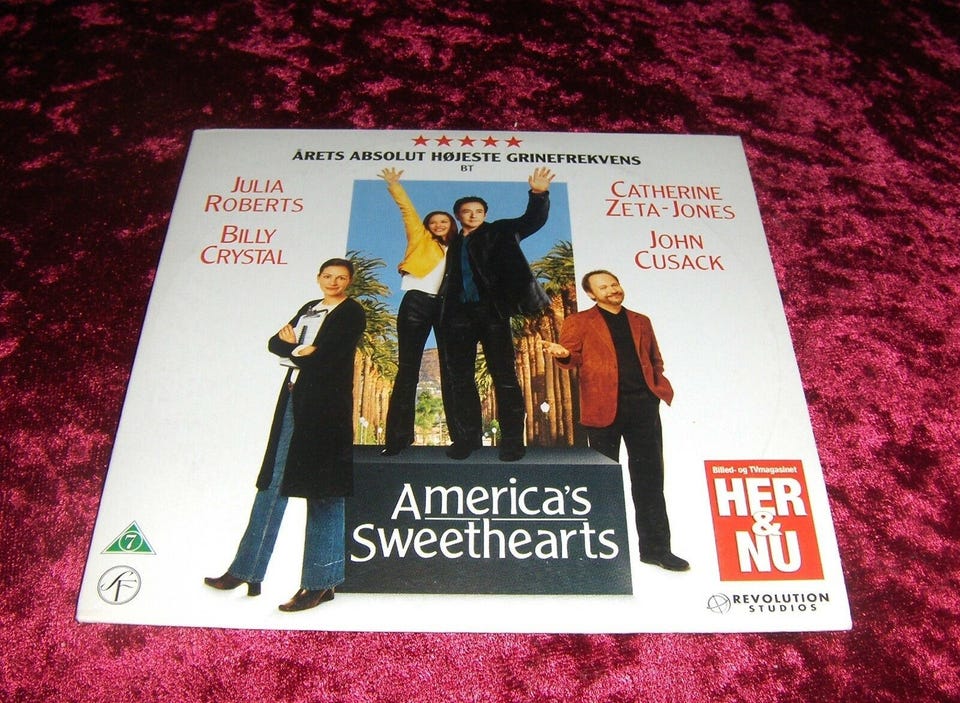 ÅRETS ABSOLUT HØJESTE GRINEFREKVENS
BT
JULIA
ROBERTS
BILLY
CRYSTAL
CATHERINE
ZETA-JONES
JOHN
CUSACK
America's
Sweethearts
7
SF
Billed- og TVmagasinet
HER
&
NU
REVOLUTION
STUDIOS